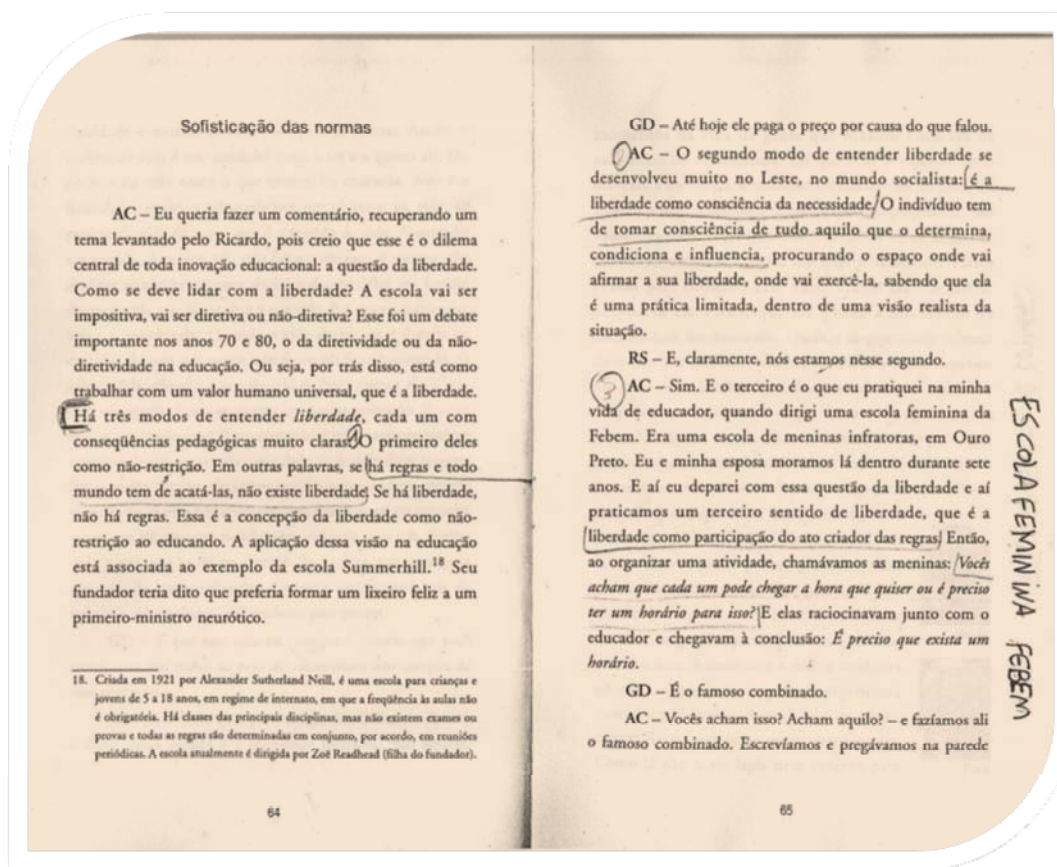 Sofisticação das normas
AC – Eu queria fazer um comentário, recuperando um
tema levantado pelo Ricardo, pois creio que esse é o dilema
central de toda inovação educacional: a questão da liberdade.
Como se deve lidar com a liberdade? A escola vai ser
impositiva, vai ser diretiva ou não-diretiva? Esse foi um debate
importante nos anos 70 e 80, o da diretividade ou da não-
diretividade na educação. Ou seja, por trás disso, está como
trabalhar com um valor humano universal, que é a liberdade.
Há três modos de entender liberdade, cada um com
conseqüências pedagógicas muito claras. O primeiro deles
como não-restrição. Em outras palavras, se há regras e todo
mundo tem de acatá-las, não existe liberdade. Se há liberdade,
não há regras. Essa é a concepção da liberdade como não-
restrição ao educando. A aplicação dessa visão na educação
está associada ao exemplo da escola Summerhill.18 Seu
fundador teria dito que preferia formar um lixeiro feliz a um
primeiro-ministro neurótico.
18. Criada em 1921 por Alexander Sutherland Neill, é uma escola para crianças e
jovens de 5 a 18 anos, em regime de internato, em que a freqüência às aulas não
é obrigatória. Há classes das principais disciplinas, mas não existem exames ou
provas e todas as regras são determinadas em conjunto, por acordo, em reuniões
periódicas. A escola atualmente é dirigida por Zoë Readhead (filha do fundador).
64
GD – Até hoje ele paga o preço por causa do que falou.
AC – O segundo modo de entender liberdade se
desenvolveu muito no Leste, no mundo socialista: é a
liberdade como consciência da necessidade. O indivíduo tem
de tomar consciência de tudo aquilo que o determina,
condiciona e influencia, procurando o espaço onde vai
afirmar a sua liberdade, onde vai exercê-la, sabendo que ela
é uma prática limitada, dentro de uma visão realista da
situação.
RS – E, claramente, nós estamos nesse segundo.
3 AC – Sim. E o terceiro é o que eu pratiquei na minha
vida de educador, quando dirigi uma escola feminina da
Febem. Era uma escola de meninas infratoras, em Ouro
Preto. Eu e minha esposa moramos lá dentro durante sete
anos. E aí eu deparei com essa questão da liberdade e aí
praticamos um terceiro sentido de liberdade, que é a
liberdade como participação do ato criador das regras. Então,
ao organizar uma atividade, chamávamos as meninas: Vocês
acham que cada um pode chegar a hora que quiser ou é preciso
ter um horário para isso? E elas raciocinavam junto com o
educador e chegavam à conclusão: É preciso que exista um
horário.
GD – É o famoso combinado.
AC – Vocês acham isso? Acham aquilo? – e fazíamos ali
o famoso combinado. Escrevíamos e pregávamos na parede
65
ESCOLA FEMININA FEBEM